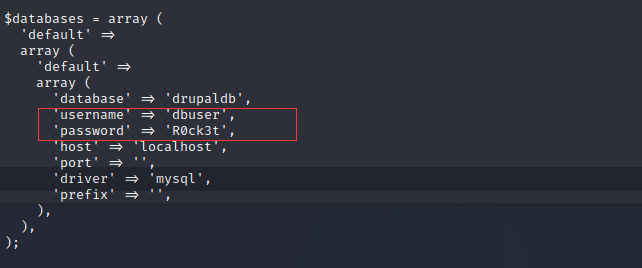 $databases = array (
'default' =>
array (
'default' =>
array (
'database' => 'drupaldb',
'username' => 'dbuser',
'password' => 'R0ck3t',
'host' => 'localhost',
'port' => '',
'driver' => 'mysql',
'prefix' => '',
),
),
);